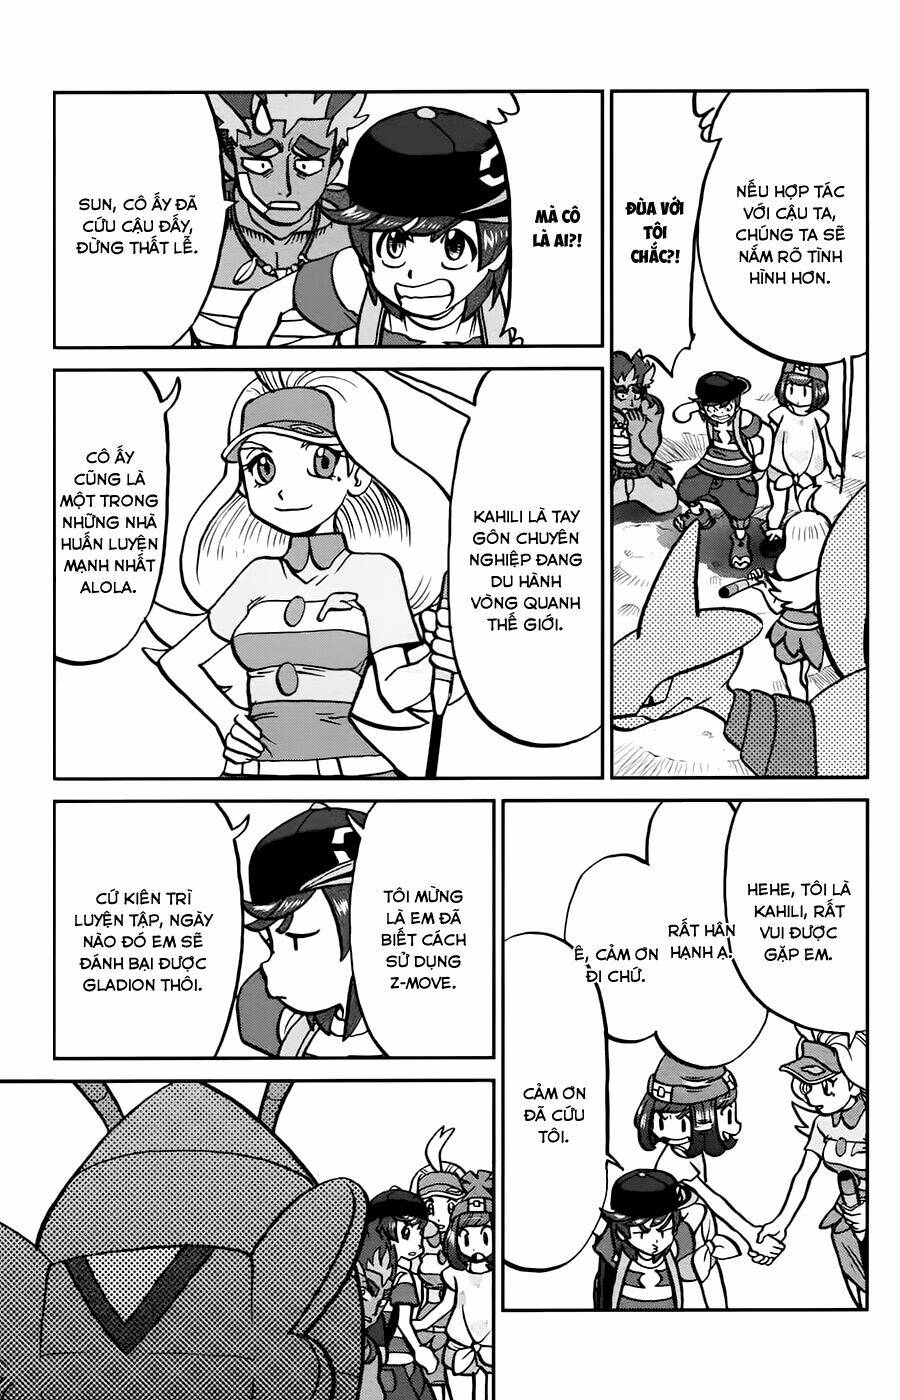 NẾU HỢP TÁC
VỚI CẬU TA,
CHÚNG TA SẼ
NẮM RÕ TÌNH
HÌNH HƠN.
ĐÙA VỚI
TÔI
CHẮC?!
MÀ CÔ
LÀ AI?!
SUN, CÔ ẤY ĐÃ
CỨU CẬU ĐẤY,
ĐỪNG THẤT LỄ.
KAHILI LÀ TAY
GÔN CHUYÊN
NGHIỆP ĐANG
DU HÀNH
VÒNG QUANH
THẾ GIỚI.
CÔ ẤY
CŨNG LÀ
MỘT TRONG
NHỮNG NHÀ
HUẤN LUYỆN
MẠNH NHẤT
ALOLA.
HEHE, TÔI LÀ
KAHILI, RẤT
VUI ĐƯỢC
GẶP EM.
RẤT HÂN
HẠNH Ạ!
Ê, CẢM ƠN
ĐI CHỨ.
CẢM ƠN
ĐÃ CỨU
TÔI.
TÔI MỪNG
LÀ EM ĐÃ
BIẾT CÁCH
SỬ DỤNG
Z-MOVE.
CỨ KIÊN TRÌ
LUYỆN TẬP, NGÀY
NÀO ĐÓ EM SẼ
ĐÁNH BẠI ĐƯỢC
GLADION THÔI.